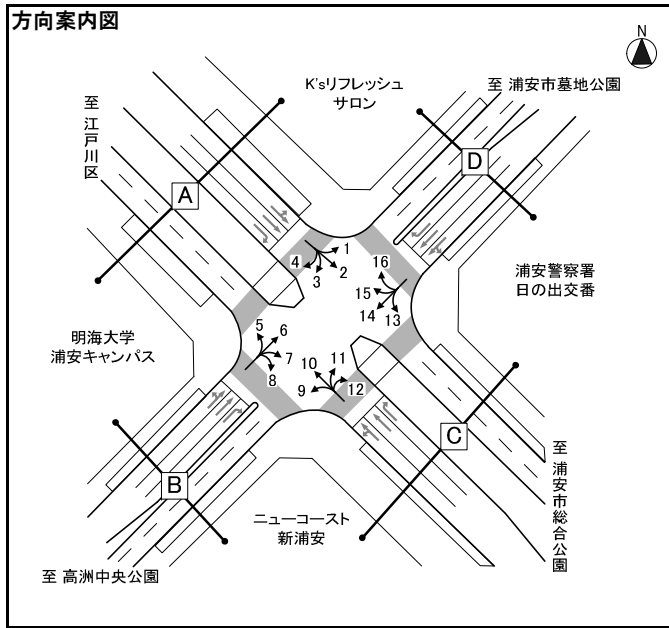 方向案内図
N
K'sリフレッシュ
サロン
至 浦安市墓地公園
至 江戸川区
A
D
浦安警察署
日の出交番
明海大学
浦安キャンパス
1
2
3
4
16
15
14
13
5
6
7
8
9
10
11
12
B
C
ニューコースト
新浦安
至 浦安市総合公園
至 高洲中央公園